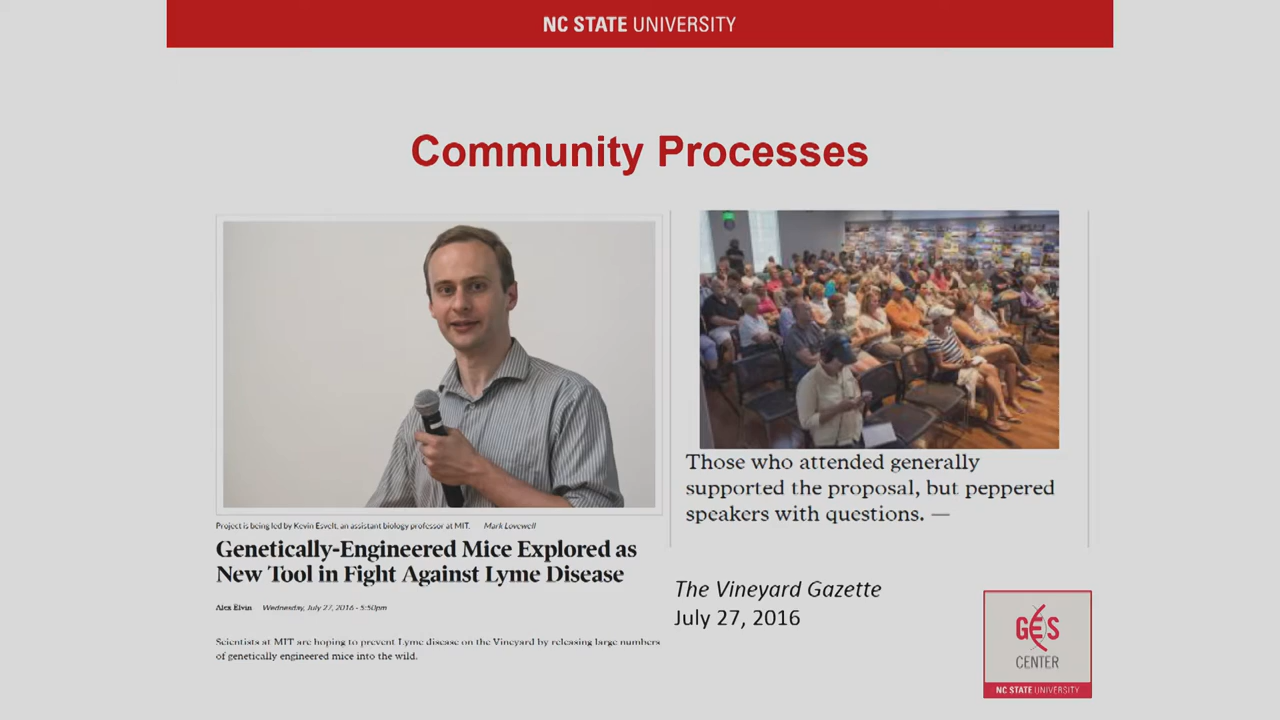 NC STATE UNIVERSITY
Community Processes
Project is being led by Kevin Esvelt, an assistant biology professor at MIT. Mark Lovewell
Genetically-Engineered Mice Explored as
New Tool in Fight Against Lyme Disease
Alex Elvin Wednesday, July 27, 2016 - 5:50pm
Scientists at MIT are hoping to prevent Lyme disease on the Vineyard by releasing large numbers
of genetically engineered mice into the wild.
Those who attended generally
supported the proposal, but peppered
speakers with questions. —
The Vineyard Gazette
July 27, 2016
GES
CENTER
NC STATE UNIVERSITY